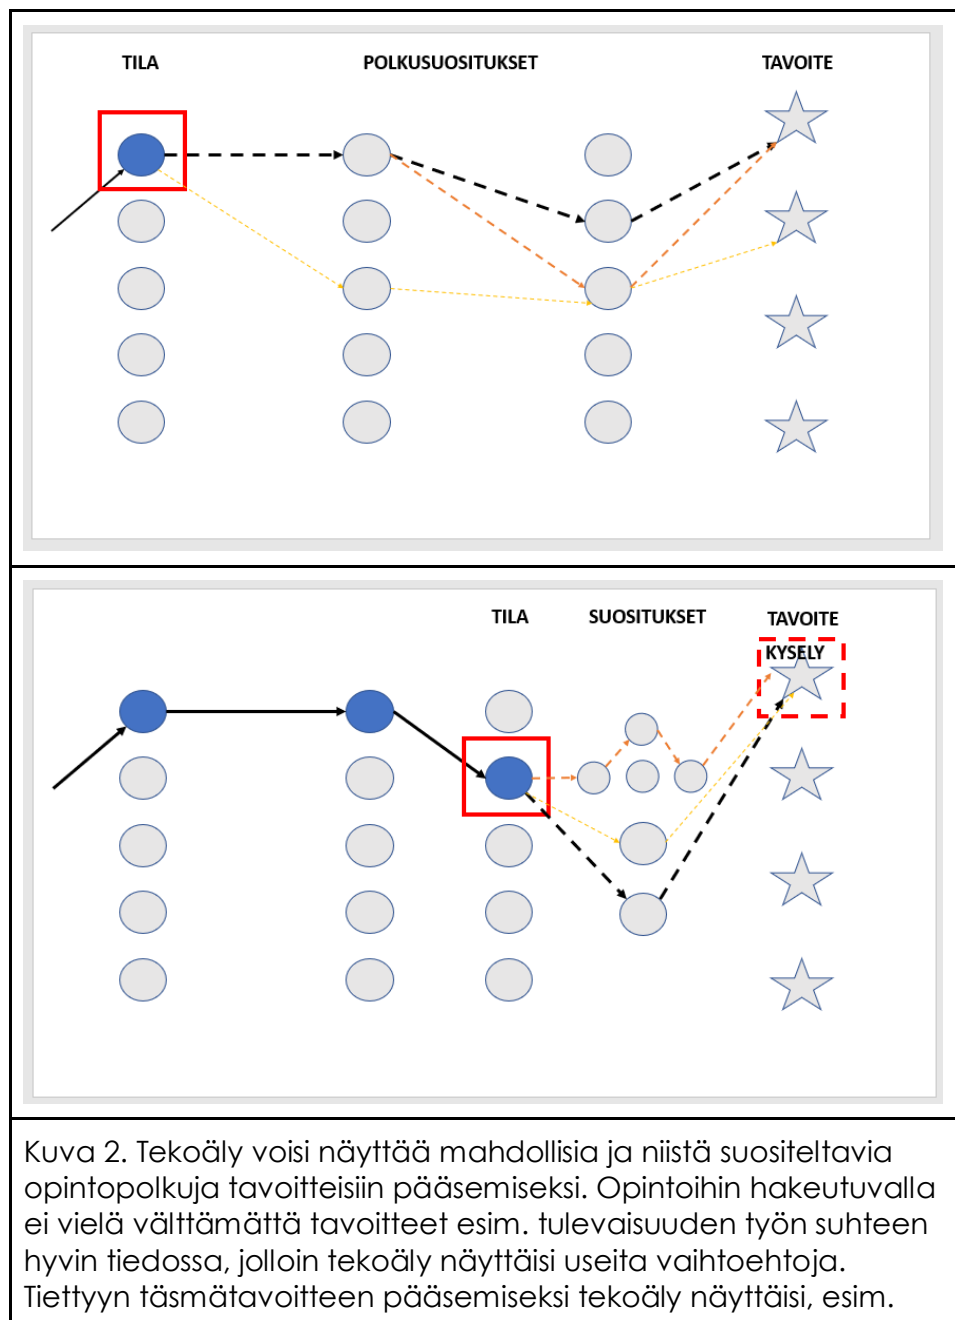 TILA POLKUSUOSITUKSET TAVOITE
TILA SUOSITUKSET TAVOITE
KYSELY
Kuva 2. Tekoäly voisi näyttää mahdollisia ja niistä suositeltavia
opintopolkuja tavoitteisiin pääsemiseksi. Opintoihin hakeutuvalla
ei vielä välttämättä tavoitteet esim. tulevaisuuden työn suhteen
hyvin tiedossa, jolloin tekoäly näyttäisi useita vaihtoehtoja.
Tiettyyn täsmätavoitteen pääsemiseksi tekoäly näyttäisi, esim.